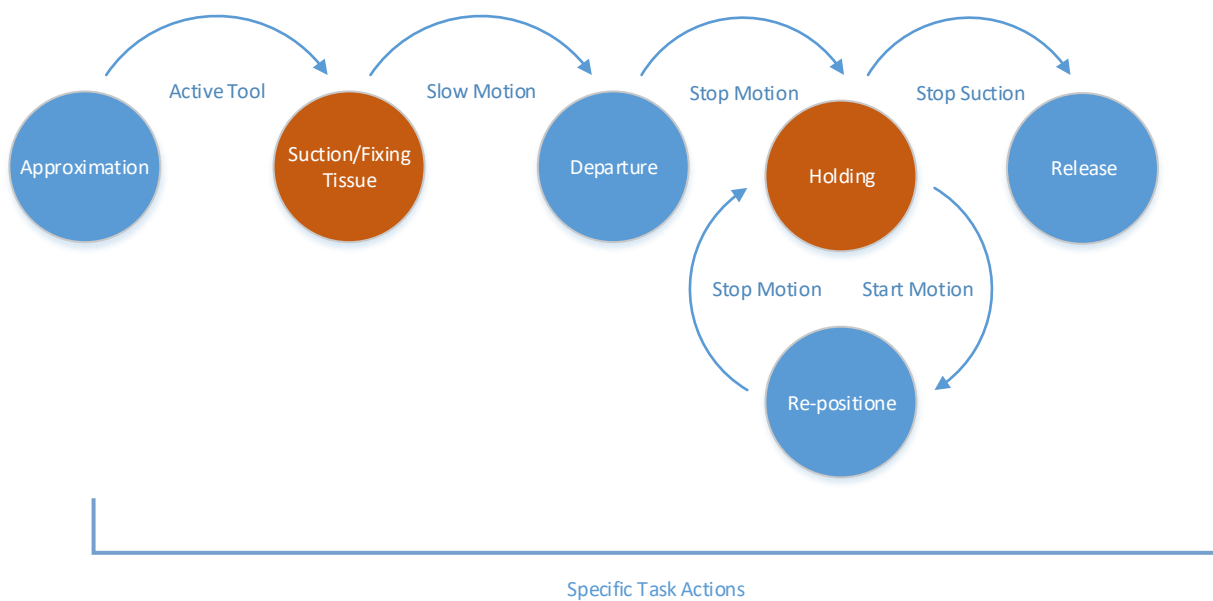 Active Tool
Slow Motion
Stop Motion
Stop Suction
Approximation
Suction/Fixing
Tissue
Departure
Holding
Release
Stop Motion
Start Motion
Re-positione
Specific Task Actions